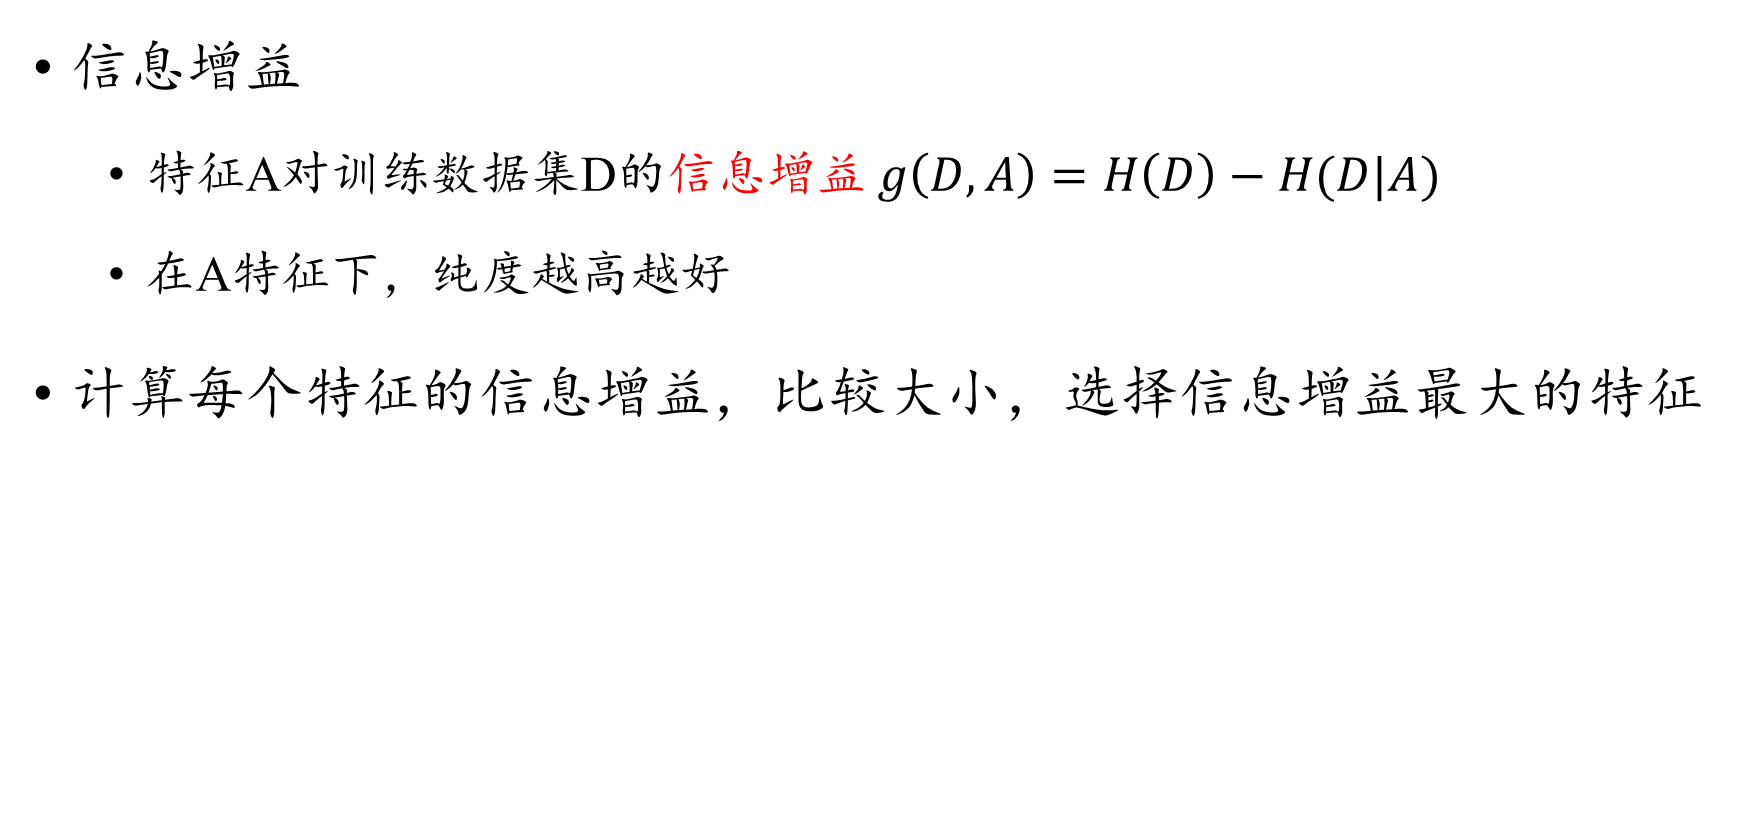 • 信息增益
• 特征A对训练数据集D的信息增益 g(D, A) = H(D) − H(D|A)
• 在A特征下，纯度越高越好
• 计算每个特征的信息增益，比较大小，选择信息增益最大的特征